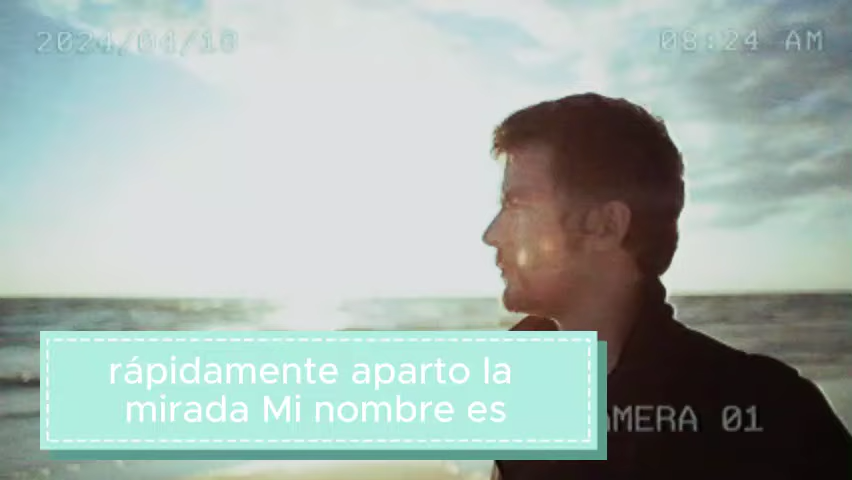 2024/04/18
08:24 AM
rápidamente aparto la
mirada Mi nombre es
AMERA 01